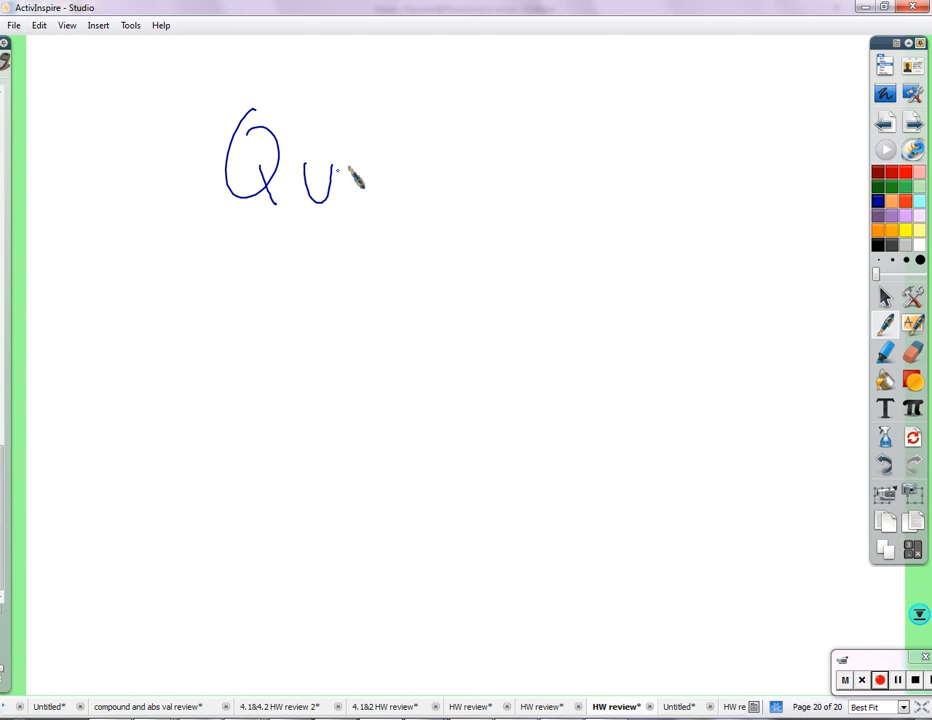 ActivInspire - Studio
File Edit View Insert Tools Help
Qu
M
Untitled* compound and abs val review* 4.1&4.2 HW review 2* 4.1&2 HW review* HW review* HW review* HW review* Untitled* HW re Page 20 of 20 Best Fit